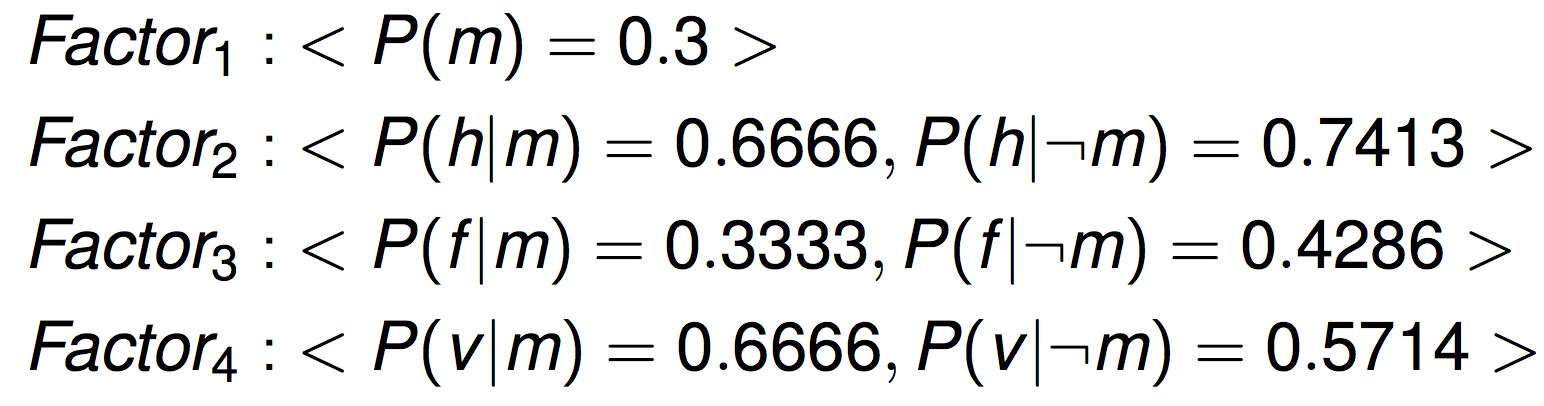 Factor₁ : < P(m) = 0.3 >
Factor₂ : < P(h|m) = 0.6666, P(h|¬m) = 0.7413 >
Factor₃ : < P(f|m) = 0.3333, P(f|¬m) = 0.4286 >
Factor₄ : < P(v|m) = 0.6666, P(v|¬m) = 0.5714 >